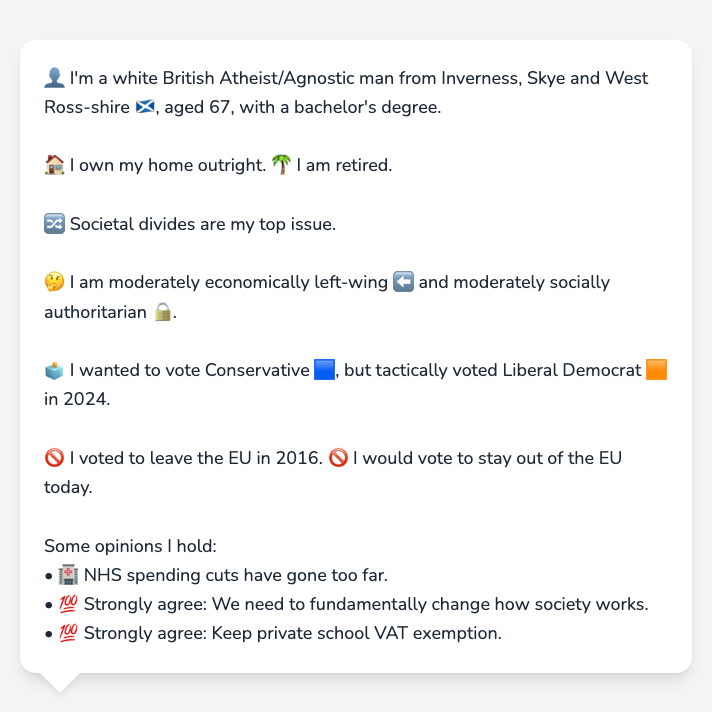 👤 I'm a white British Atheist/Agnostic man from Inverness, Skye and West
Ross-shire 🏴󠁧󠁢󠁳󠁣󠁴󠁿, aged 67, with a bachelor's degree.
🏠 I own my home outright. 🌴 I am retired.
🔀 Societal divides are my top issue.
🤔 I am moderately economically left-wing ⬅️ and moderately socially
authoritarian 🔒.
🗳️ I wanted to vote Conservative 🟦, but tactically voted Liberal Democrat 🟧
in 2024.
🚫 I voted to leave the EU in 2016. 🚫 I would vote to stay out of the EU
today.
Some opinions I hold:
• 🏥 NHS spending cuts have gone too far.
• 💯 Strongly agree: We need to fundamentally change how society works.
• 💯 Strongly agree: Keep private school VAT exemption.